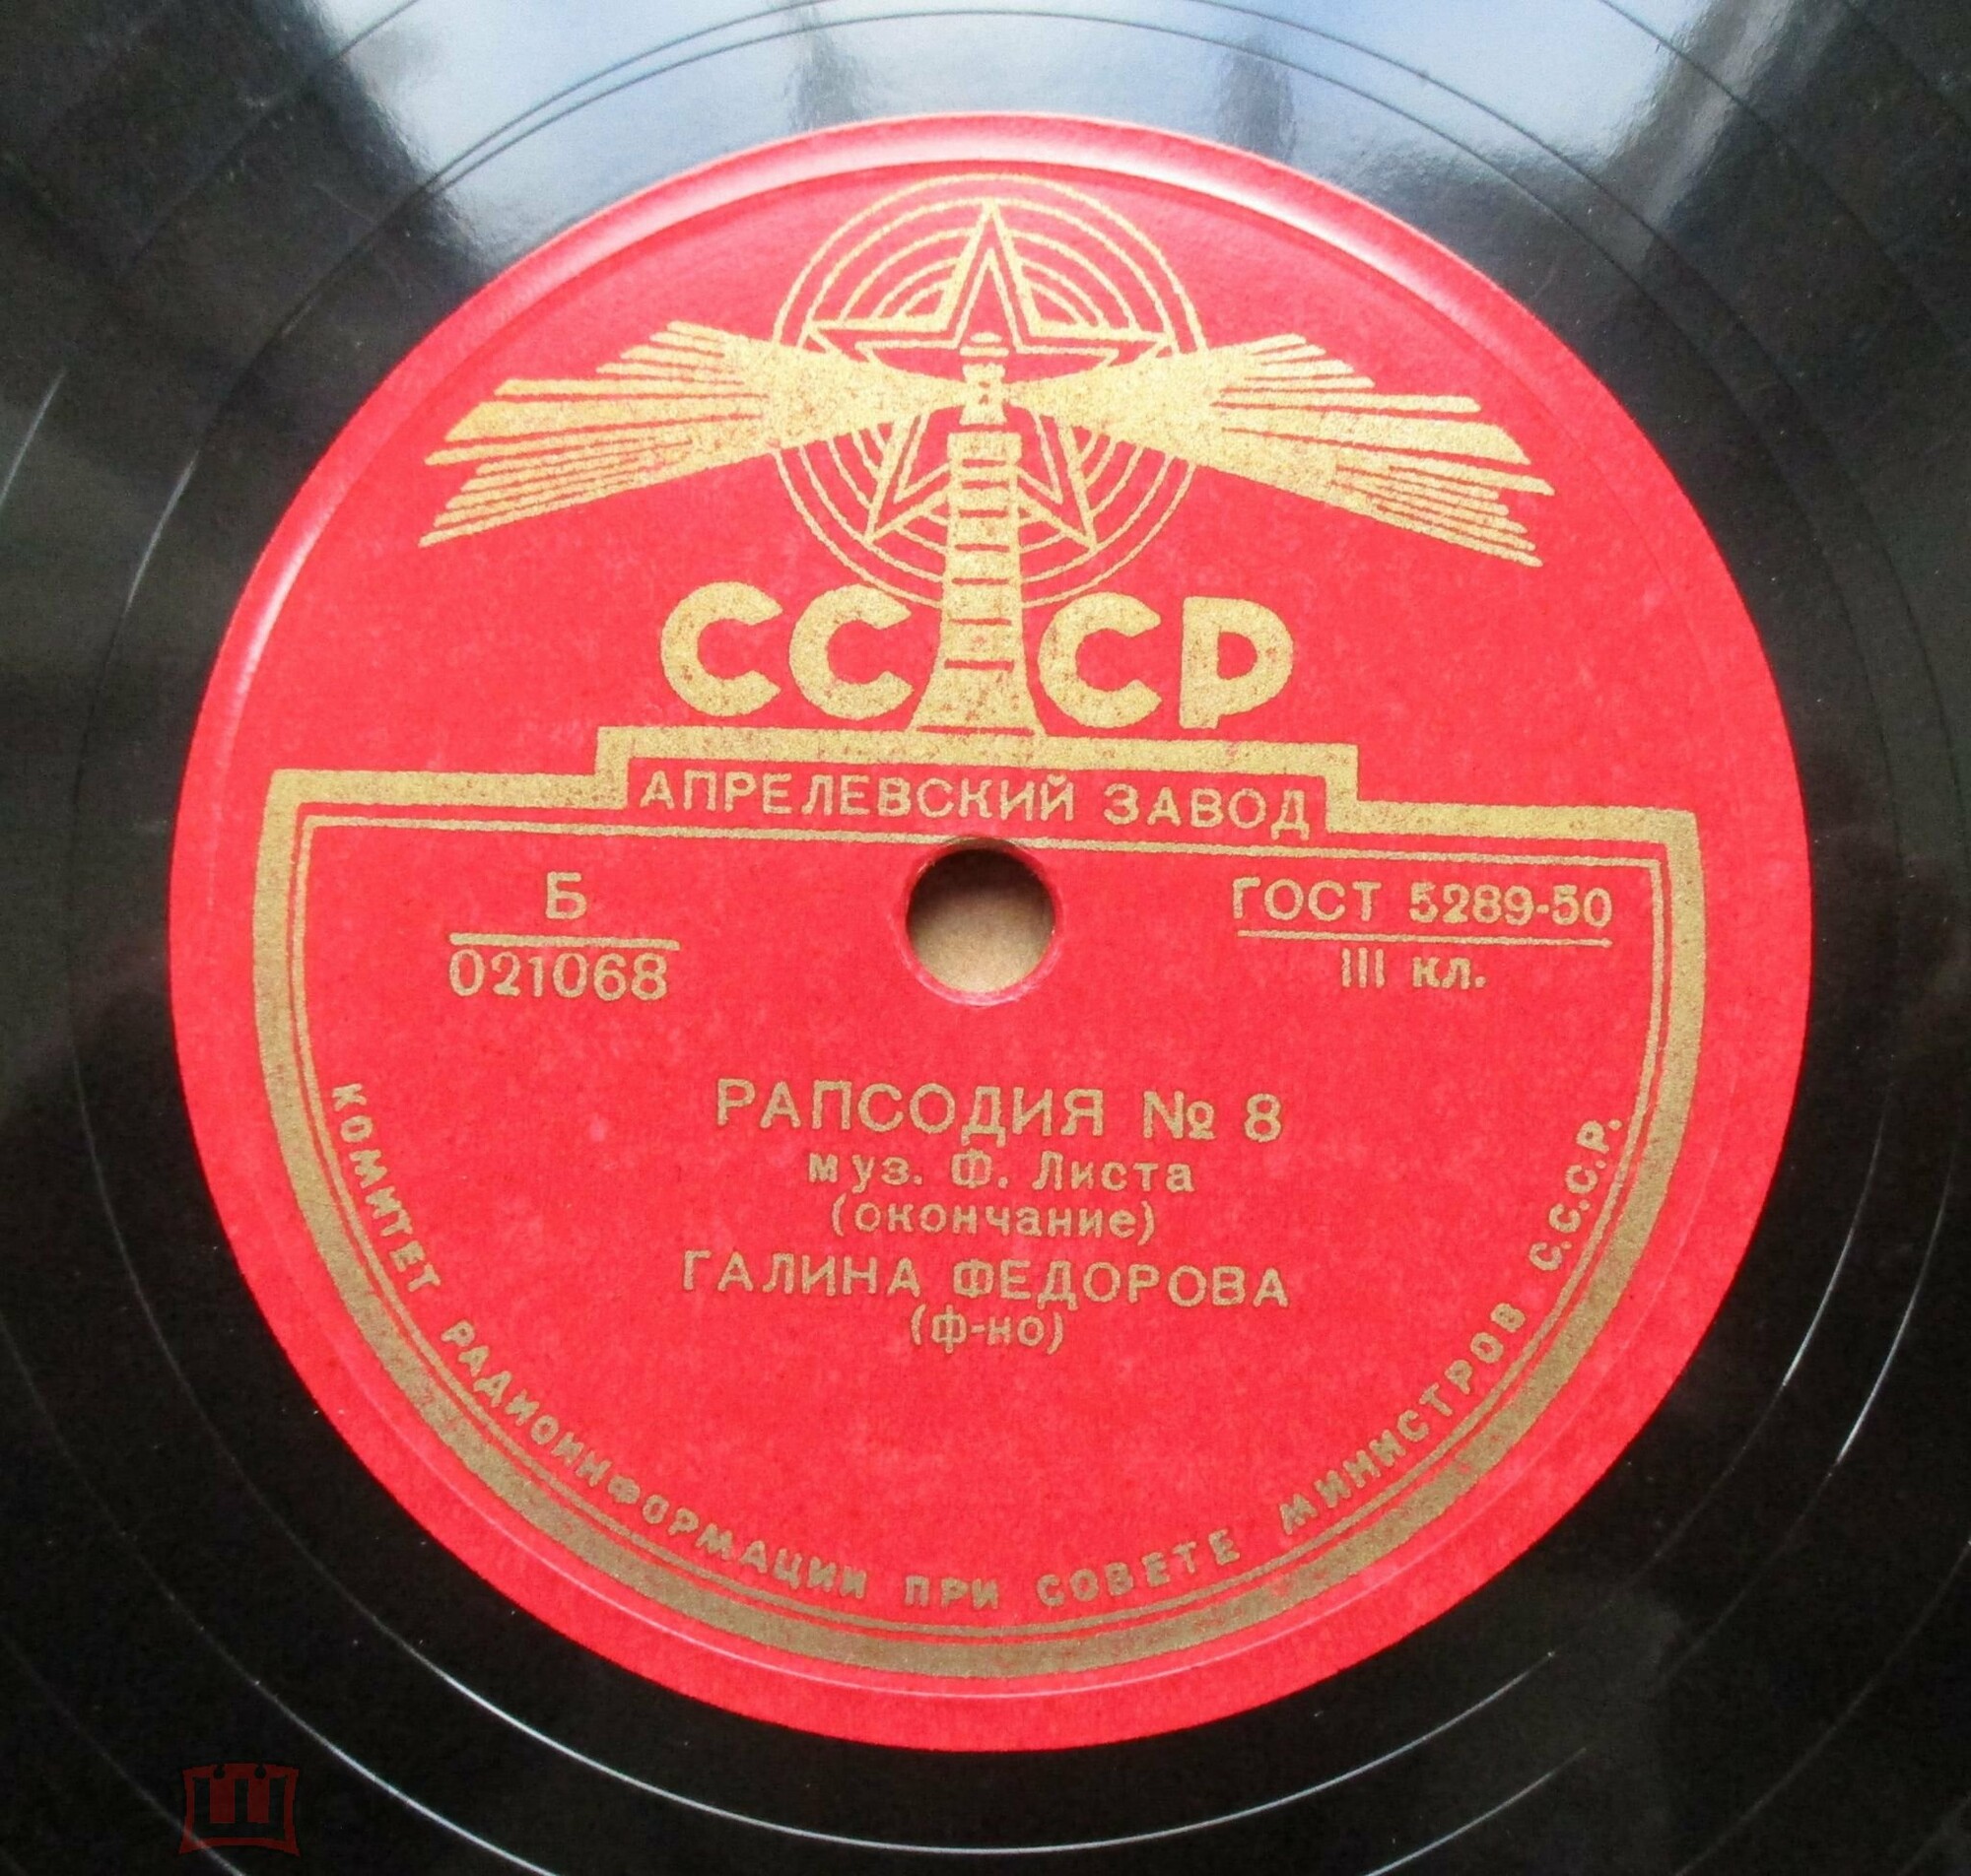 СССР
АПРЕЛЕВСКИЙ ЗАВОД
Б
021068
ГОСТ 5289-50
III кл.
РАПСОДИЯ № 8
муз. Ф. Листа
(окончание)
ГАЛИНА ФЕДОРОВА
(ф-но)
КОМИТЕТ РАДИОИНФОРМАЦИИ ПРИ СОВЕТЕ МИНИСТРОВ С.С.С.Р.